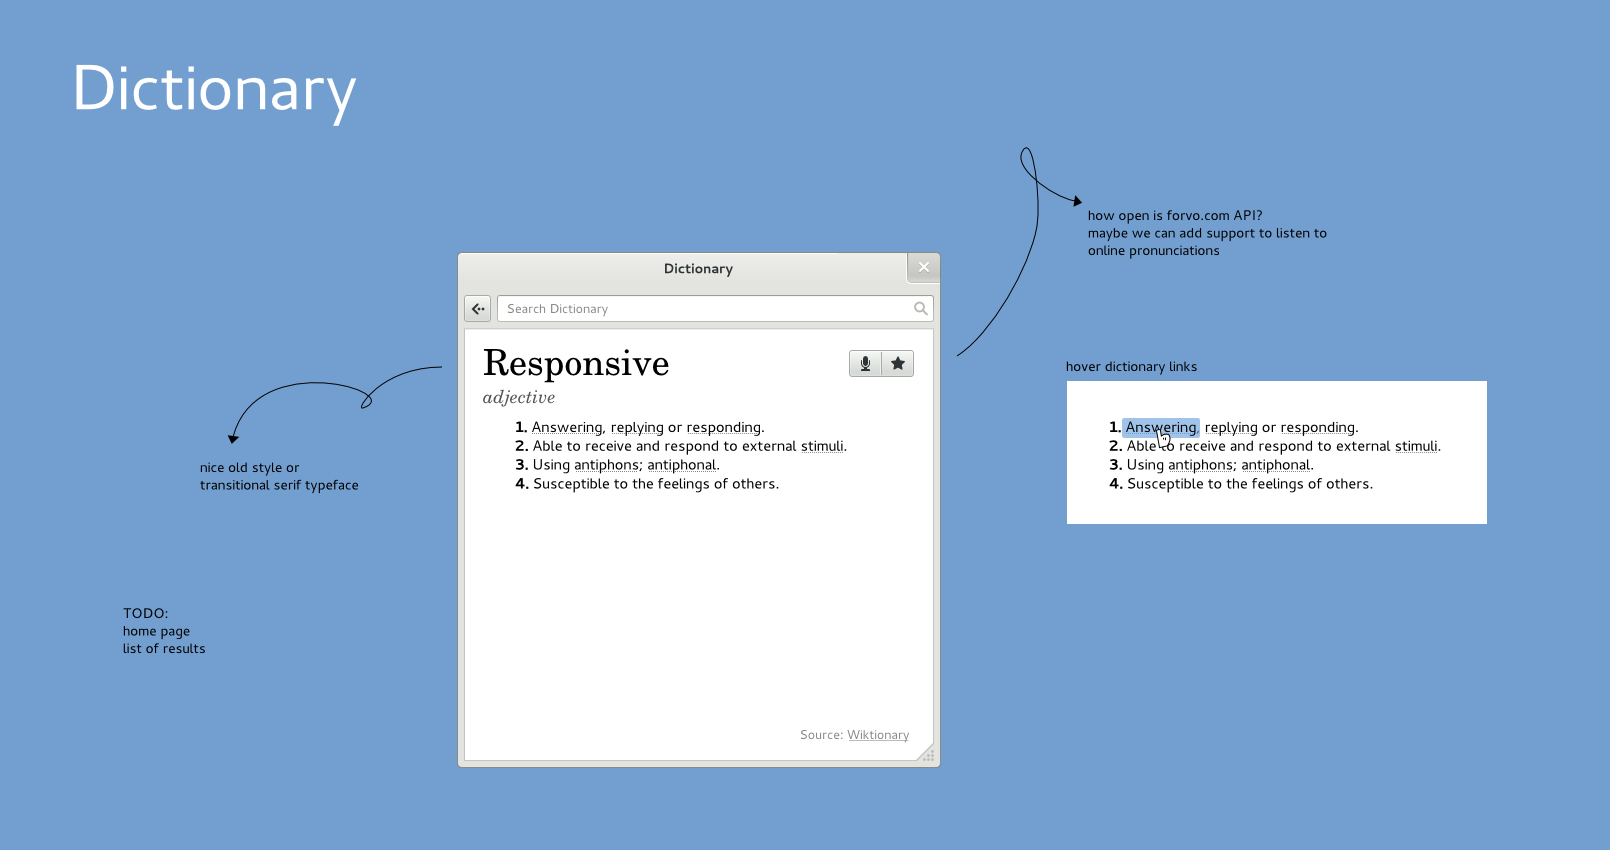 Dictionary
how open is forvo.com API?
maybe we can add support to listen to
online pronunciations
Dictionary
Search Dictionary
Responsive
adjective
1. Answering, replying or responding.
2. Able to receive and respond to external stimuli.
3. Using antiphons; antiphonal.
4. Susceptible to the feelings of others.
Source: Wiktionary
hover dictionary links
1. Answering, replying or responding.
2. Able to receive and respond to external stimuli.
3. Using antiphons; antiphonal.
4. Susceptible to the feelings of others.
nice old style or
transitional serif typeface
TODO:
home page
list of results